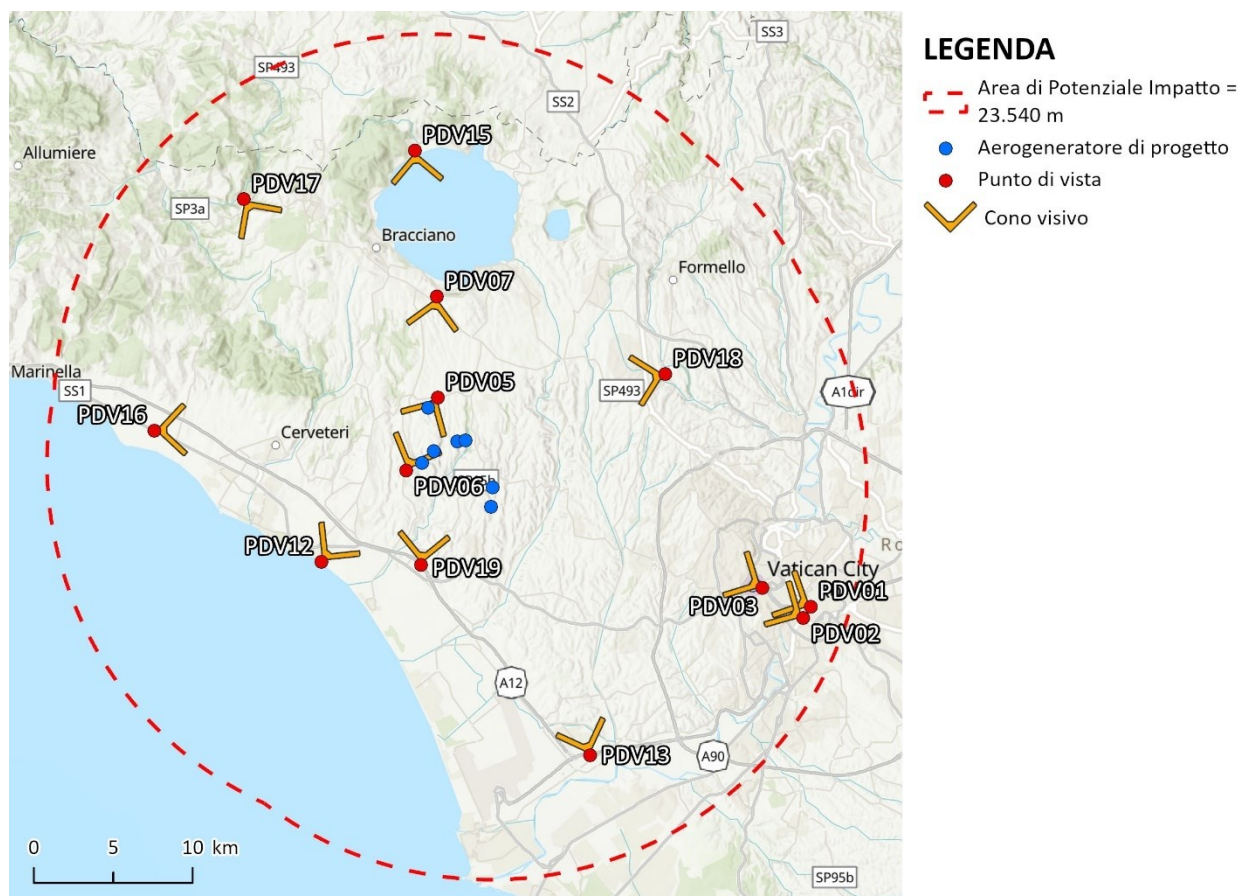 SS3
SP493
SS2
Allumiere
PDV15
PDV17
SP3a
Bracciano
Formello
PDV07
Marinella
SS1
PDV18
SP493
A1dir
PDV05
PDV16
Cerveteri
PDV06
PDV12
PDV19
Vatican City
PDV03
PDV01
PDV02
A12
PDV13
A90
0 5 10 km
SP95b
LEGENDA
Area di Potenziale Impatto =
23.540 m
Aerogeneratore di progetto
Punto di vista
Cono visivo